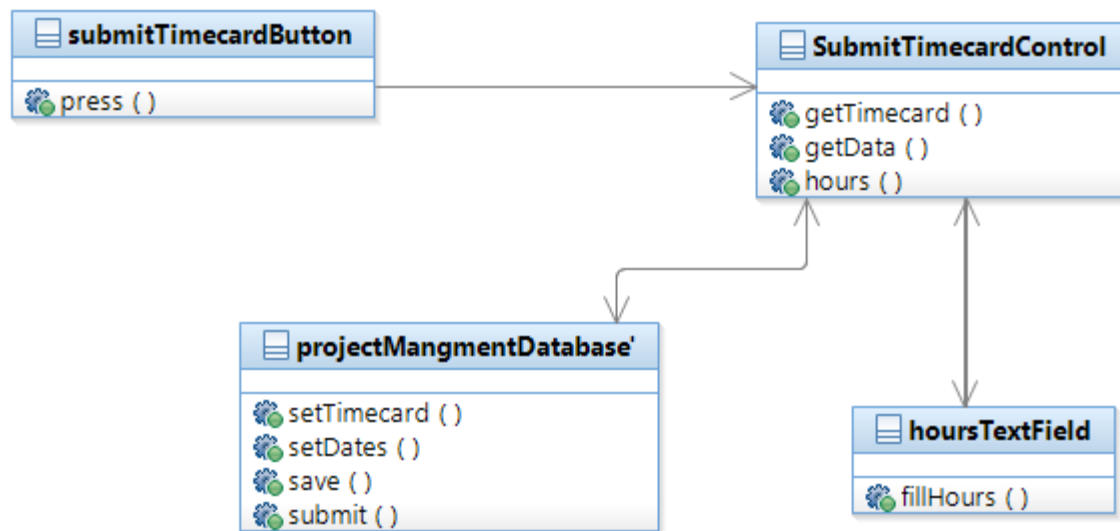 submitTimecardButton
press ( )
SubmitTimecardControl
getTimecard ( )
getData ( )
hours ( )
projectMangmentDatabase'
setTimecard ( )
setDates ( )
save ( )
submit ( )
hoursTextField
fillHours ( )